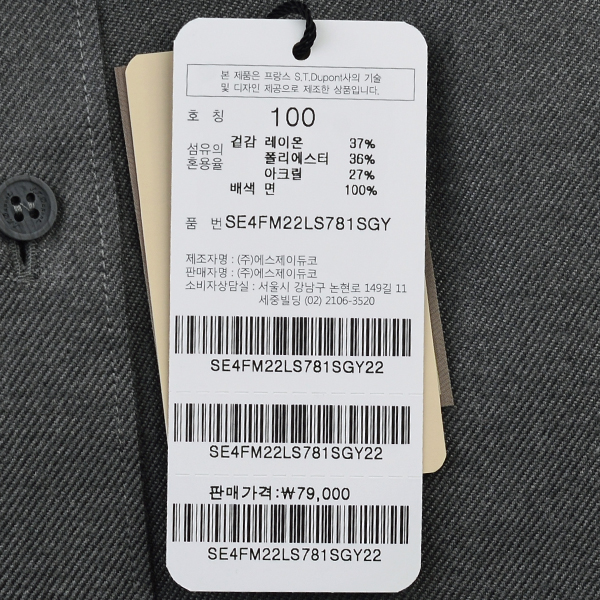 본 제품은 프랑스 S.T.Dupont사의 기술
및 디자인 제공으로 제조한 상품입니다.
호 칭 100
섬유의 혼용율
겉감 레이온 37%
폴리에스터 36%
아크릴 27%
배색 면 100%
품 번 SE4FM22LS781SGY
제조자명 : (주)에스제이듀코
판매자명 : (주)에스제이듀코
소비자상담실 : 서울시 강남구 논현로 149길 11
세중빌딩 (02) 2106-3520
SE4FM22LS781SGY22
SE4FM22LS781SGY22
판매가격:₩79,000
SE4FM22LS781SGY22